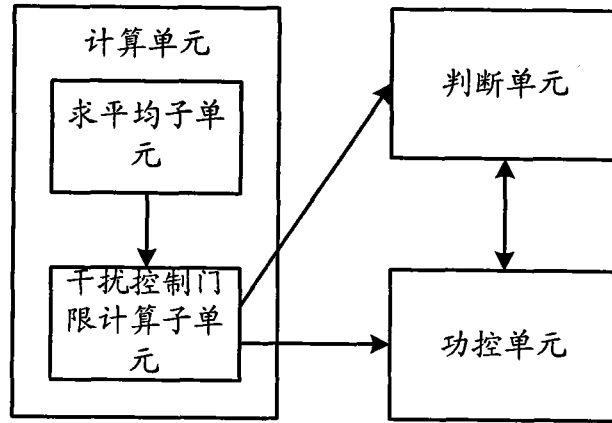 计算单元
求平均子单
元
干扰控制门
限计算子单
元
判断单元
功控单元